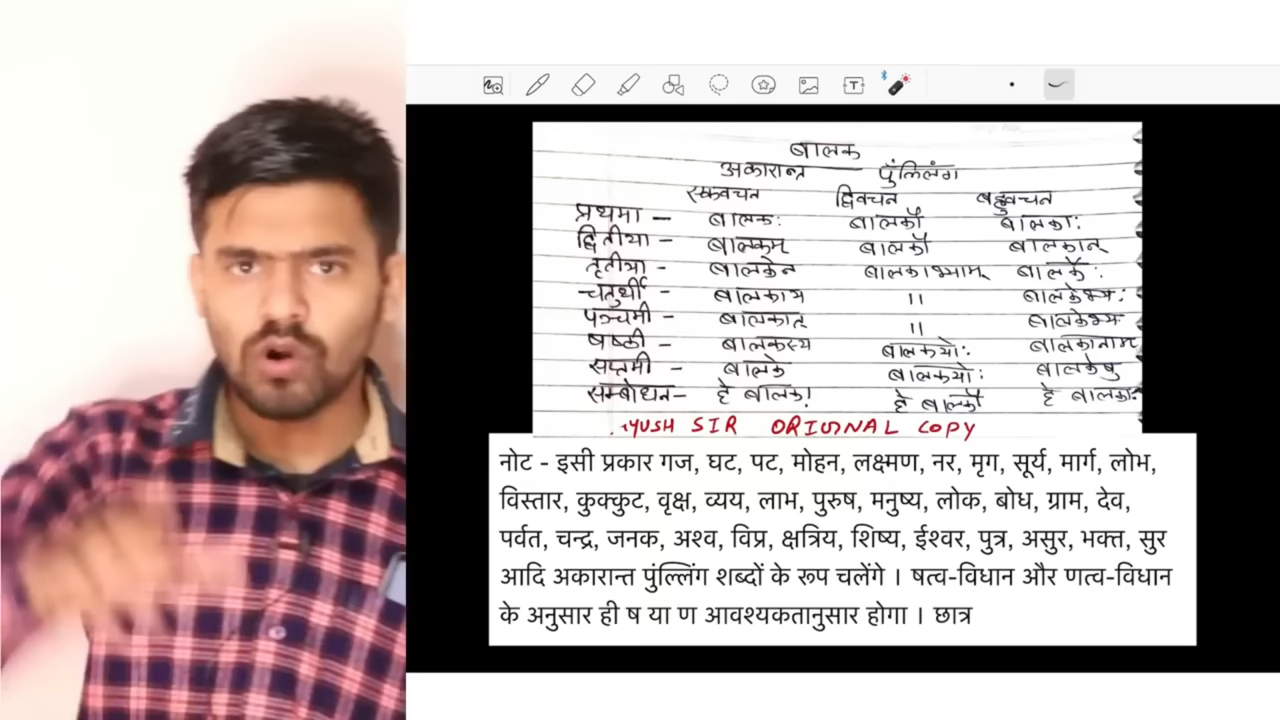 बालक
अकारान्त — पुंलिंग
एकवचन द्विवचन बहुवचन
प्रथमा – बालकः बालकौ बालकाः
द्वितीया – बालकम् बालकौ बालकान्
तृतीया – बालकेन बालकाभ्याम् बालकैः
चतुर्थी – बालकाय " बालकेभ्यः
पञ्चमी – बालकात् " बालकेभ्यः
षष्ठी – बालकस्य बालकयोः बालकानाम्
सप्तमी – बालके बालकयोः बालकेषु
सम्बोधन – हे बालक! हे बालकौ हे बालकाः
AYUSH SIR ORIGINAL COPY
नोट - इसी प्रकार गज, घट, पट, मोहन, लक्ष्मण, नर, मृग, सूर्य, मार्ग, लोभ,
विस्तार, कुक्कुट, वृक्ष, व्यय, लाभ, पुरुष, मनुष्य, लोक, बोध, ग्राम, देव,
पर्वत, चन्द्र, जनक, अश्व, विप्र, क्षत्रिय, शिष्य, ईश्वर, पुत्र, असुर, भक्त, सुर
आदि अकारान्त पुंल्लिंग शब्दों के रूप चलेंगे । षत्व-विधान और णत्व-विधान
के अनुसार ही ष या ण आवश्यकतानुसार होगा । छात्र